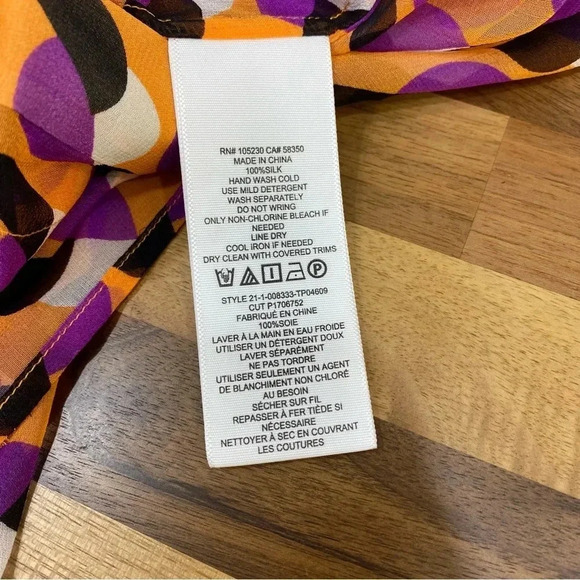 RN# 105230 CA# 58350
MADE IN CHINA
100%SILK
HAND WASH COLD
USE MILD DETERGENT
WASH SEPARATELY
DO NOT WRING
ONLY NON-CHLORINE BLEACH IF
NEEDED
LINE DRY
COOL IRON IF NEEDED
DRY CLEAN WITH COVERED TRIMS
P
STYLE 21-1-008333-TP04609
CUT P1706752
FABRIQUÉ EN CHINE
100%SOIE
LAVER À LA MAIN EN EAU FROIDE
UTILISER UN DÉTERGENT DOUX
LAVER SÉPARÉMENT
NE PAS TORDRE
UTILISER SEULEMENT UN AGENT
DE BLANCHIMENT NON CHLORÉ
AU BESOIN
SÉCHER SUR FIL
REPASSER À FER TIÈDE SI
NÉCESSAIRE
NETTOYER À SEC EN COUVRANT
LES COUTURES